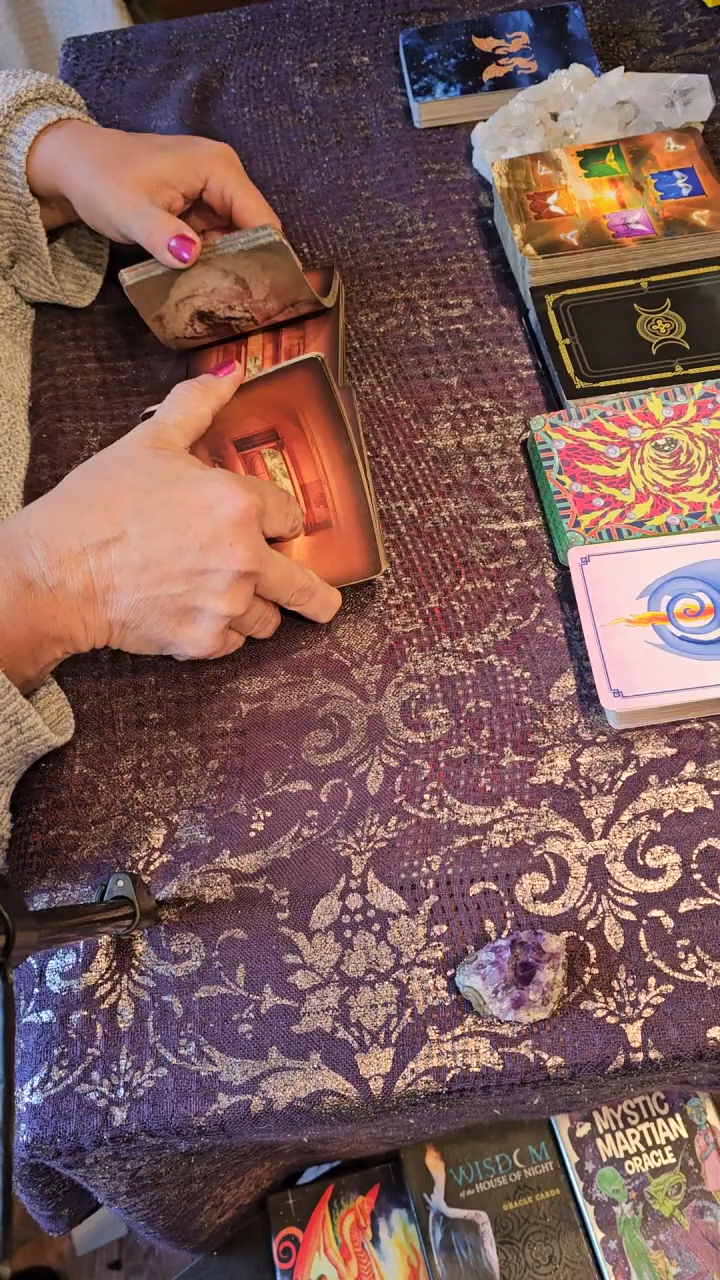 WISDOM
of the HOUSE OF NIGHT
ORACLE CARDS
MYSTIC
MARTIAN
ORACLE